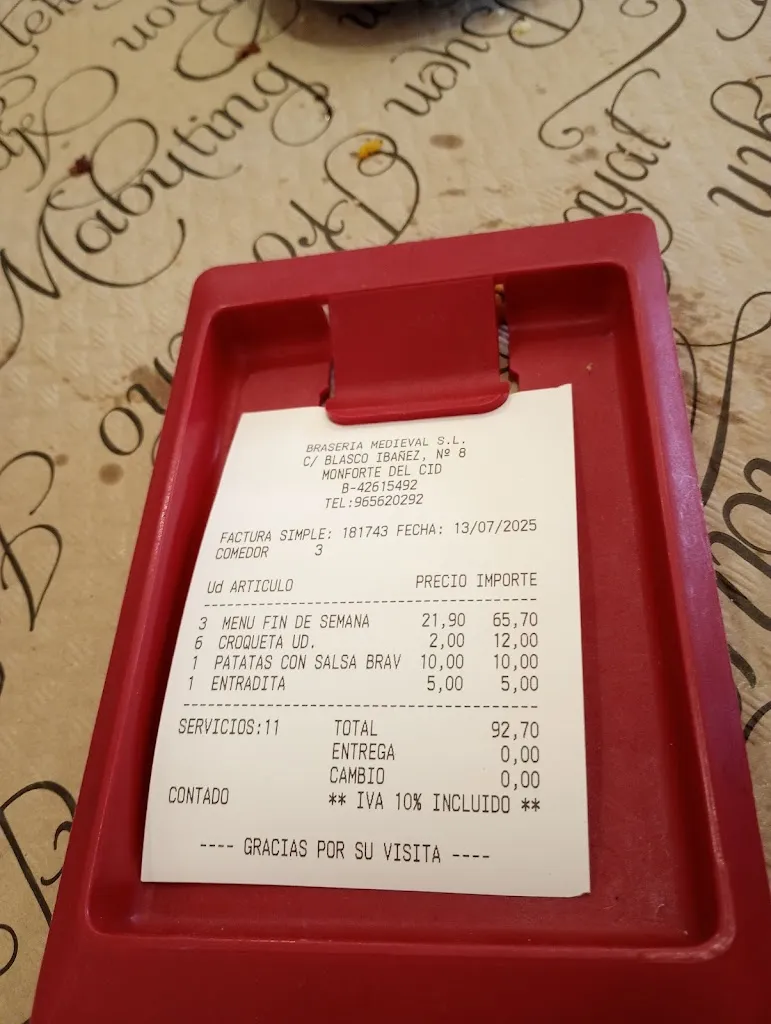 Mabyting
BRASERIA MEDIEVAL S.L.
C/ BLASCO IBAÑEZ, Nº 8
MONFORTE DEL CID
B-42615492
TEL:965620292
FACTURA SIMPLE: 181743 FECHA: 13/07/2025
COMEDOR 3
Ud ARTICULO PRECIO IMPORTE
3 MENU FIN DE SEMANA 21,90 65,70
6 CROQUETA UD. 2,00 12,00
1 PATATAS CON SALSA BRAV 10,00 10,00
1 ENTRADITA 5,00 5,00
SERVICIOS:11 TOTAL 92,70
ENTREGA 0,00
CAMBIO 0,00
CONTADO ** IVA 10% INCLUIDO **
---- GRACIAS POR SU VISITA ----